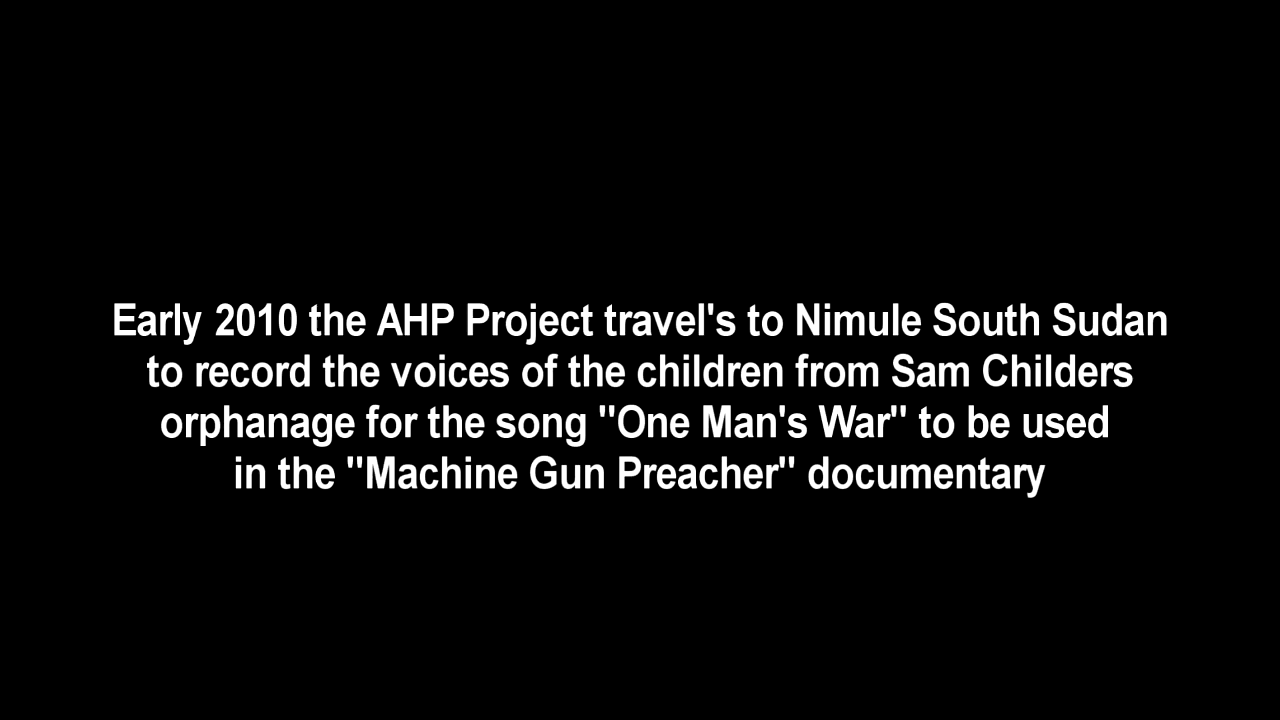 Early 2010 the AHP Project travel's to Nimule South Sudan
to record the voices of the children from Sam Childers
orphanage for the song "One Man's War" to be used
in the "Machine Gun Preacher" documentary